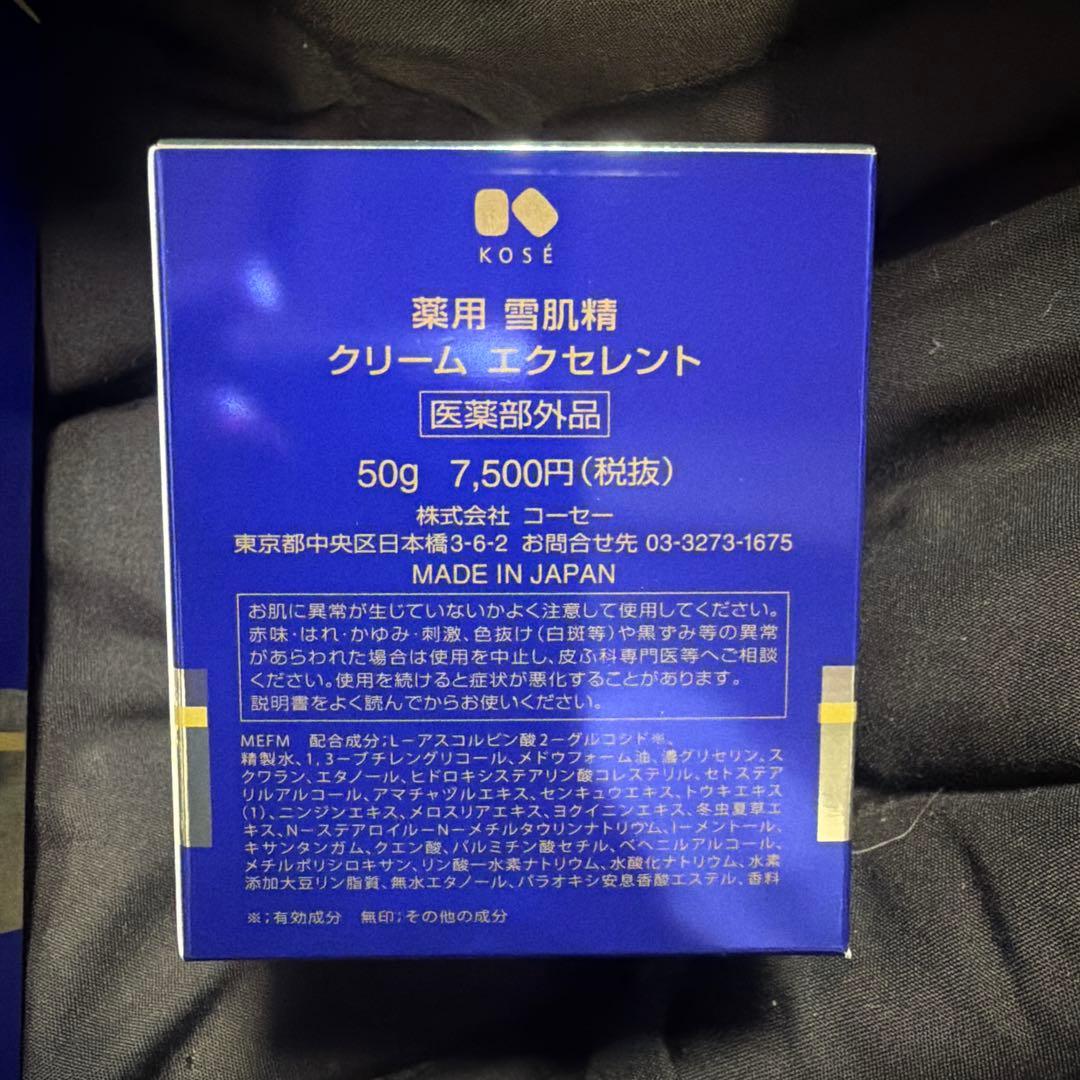 KOSÉ
薬用 雪肌精
クリーム エクセレント
医薬部外品
50g 7,500円(税抜)
株式会社 コーセー
東京都中央区日本橋3-6-2 お問合せ先 03-3273-1675
MADE IN JAPAN
お肌に異常が生じていないかよく注意して使用してください。
赤味・はれ・かゆみ・刺激、色抜け(白斑等)や黒ずみ等の異常
があらわれた場合は使用を中止し、皮ふ科専門医等へご相談
ください。使用を続けると症状が悪化することがあります。
説明書をよく読んでからお使いください。
MEFM 配合成分;L-アスコルビン酸2-グルコシド※、
精製水、1,3-ブチレングリコール、メドウフォーム油、濃グリセリン、ス
クワラン、エタノール、ヒドロキシステアリン酸コレステリル、セトステア
リルアルコール、アマチャヅルエキス、センキュウエキス、トウキエキス
(1)、ニンジンエキス、メロスリアエキス、ヨクイニンエキス、冬虫夏草エ
キス、N-ステアロイル-N-メチルタウリンナトリウム、l-メントール、
キサンタンガム、クエン酸、パルミチン酸セチル、ベヘニルアルコール、
メチルポリシロキサン、リン酸一水素ナトリウム、水酸化ナトリウム、水素
添加大豆リン脂質、無水エタノール、パラオキシ安息香酸エステル、香料
※;有効成分 無印;その他の成分